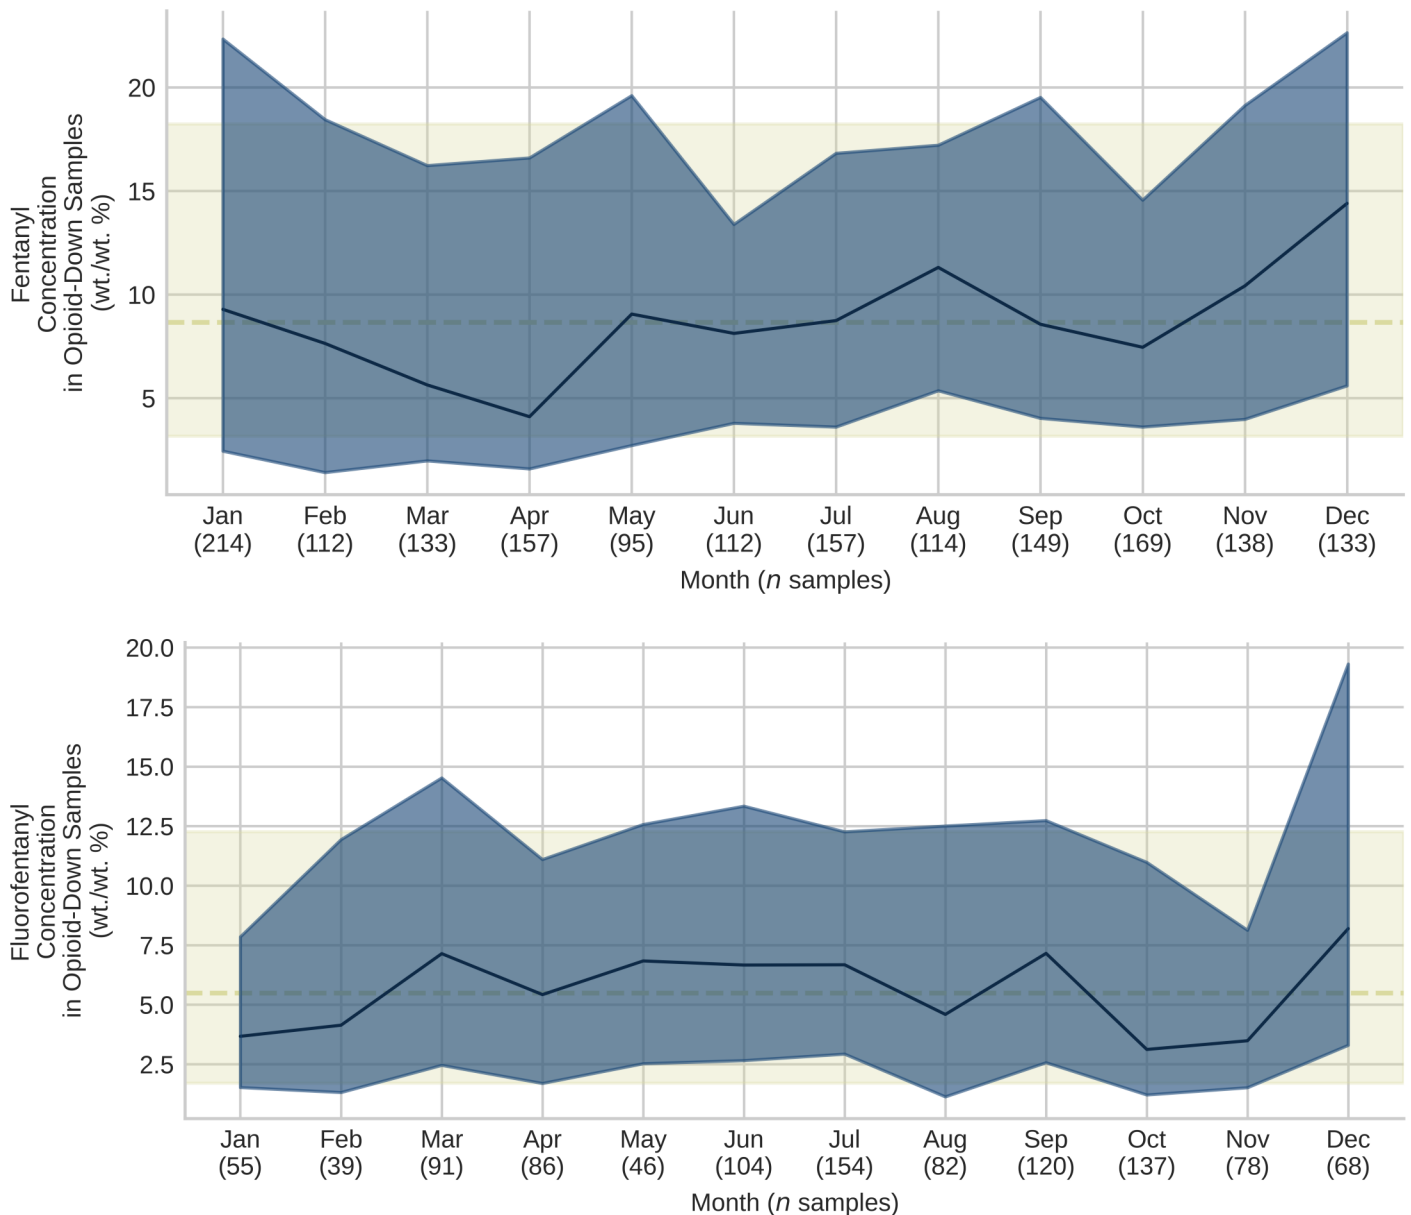 Fentanyl
Concentration
in Opioid-Down Samples
(wt./wt. %)
20
15
10
5
Jan Feb Mar Apr May Jun Jul Aug Sep Oct Nov Dec
(214) (112) (133) (157) (95) (112) (157) (114) (149) (169) (138) (133)
Month (n samples)
Fluorofentanyl
Concentration
in Opioid-Down Samples
(wt./wt. %)
20.0
17.5
15.0
12.5
10.0
7.5
5.0
2.5
Jan Feb Mar Apr May Jun Jul Aug Sep Oct Nov Dec
(55) (39) (91) (86) (46) (104) (154) (82) (120) (137) (78) (68)
Month (n samples)